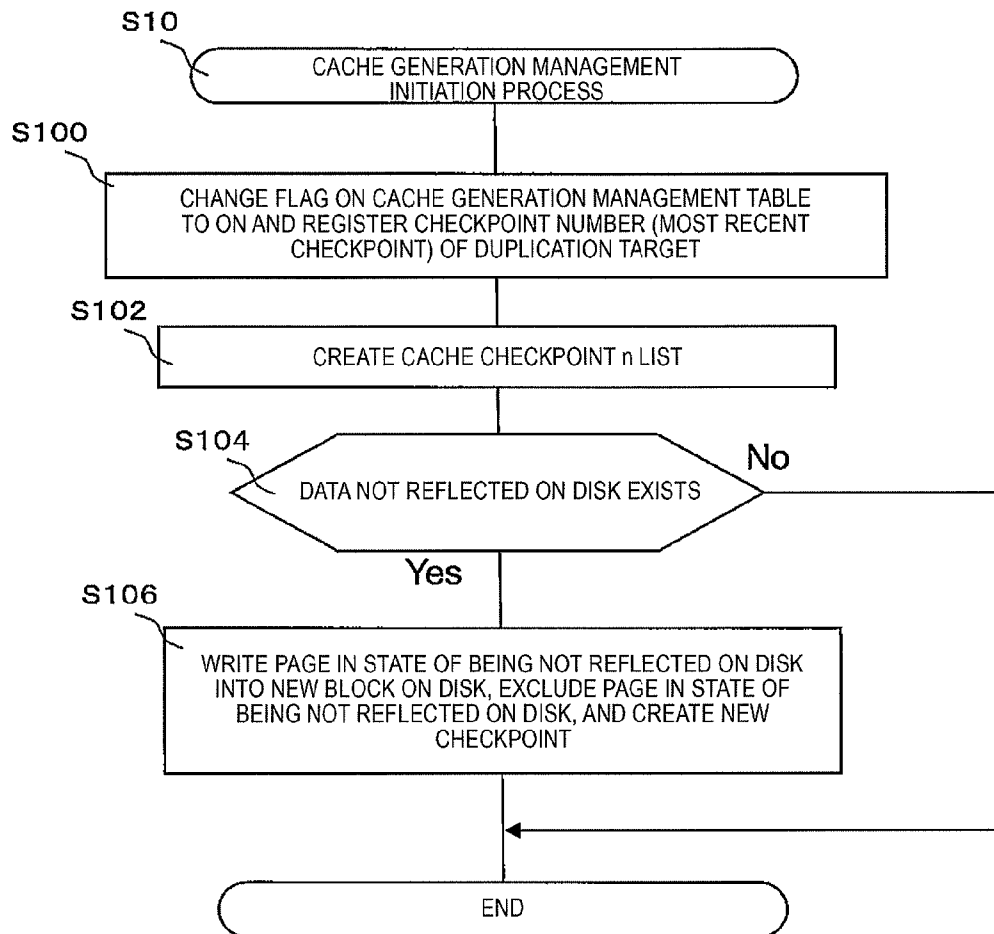 S10
CACHE GENERATION MANAGEMENT
INITIATION PROCESS
S100
CHANGE FLAG ON CACHE GENERATION MANAGEMENT TABLE
TO ON AND REGISTER CHECKPOINT NUMBER (MOST RECENT
CHECKPOINT) OF DUPLICATION TARGET
S102
CREATE CACHE CHECKPOINT n LIST
S104
DATA NOT REFLECTED ON DISK EXISTS
No
Yes
S106
WRITE PAGE IN STATE OF BEING NOT REFLECTED ON DISK
INTO NEW BLOCK ON DISK, EXCLUDE PAGE IN STATE OF
BEING NOT REFLECTED ON DISK, AND CREATE NEW
CHECKPOINT
END